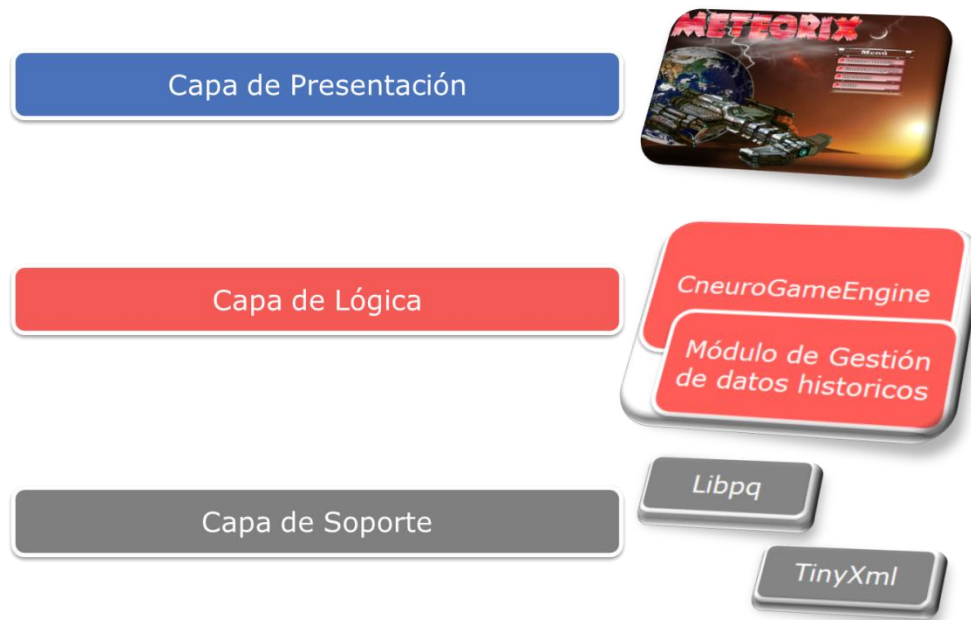 METEORIX
Menú
Capa de Presentación
CneuroGameEngine
Capa de Lógica
Módulo de Gestión
de datos historicos
Libpq
Capa de Soporte
TinyXml